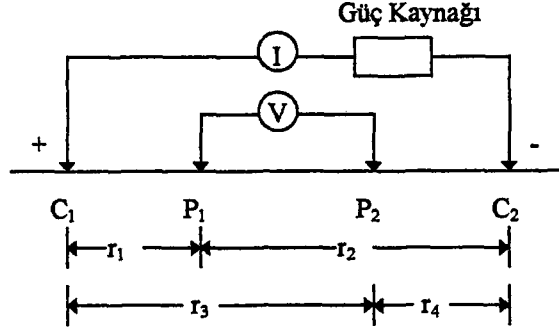 Güç Kaynağı
I
V
+ -
C₁ P₁ P₂ C₂
r₁ r₂
r₃ r₄